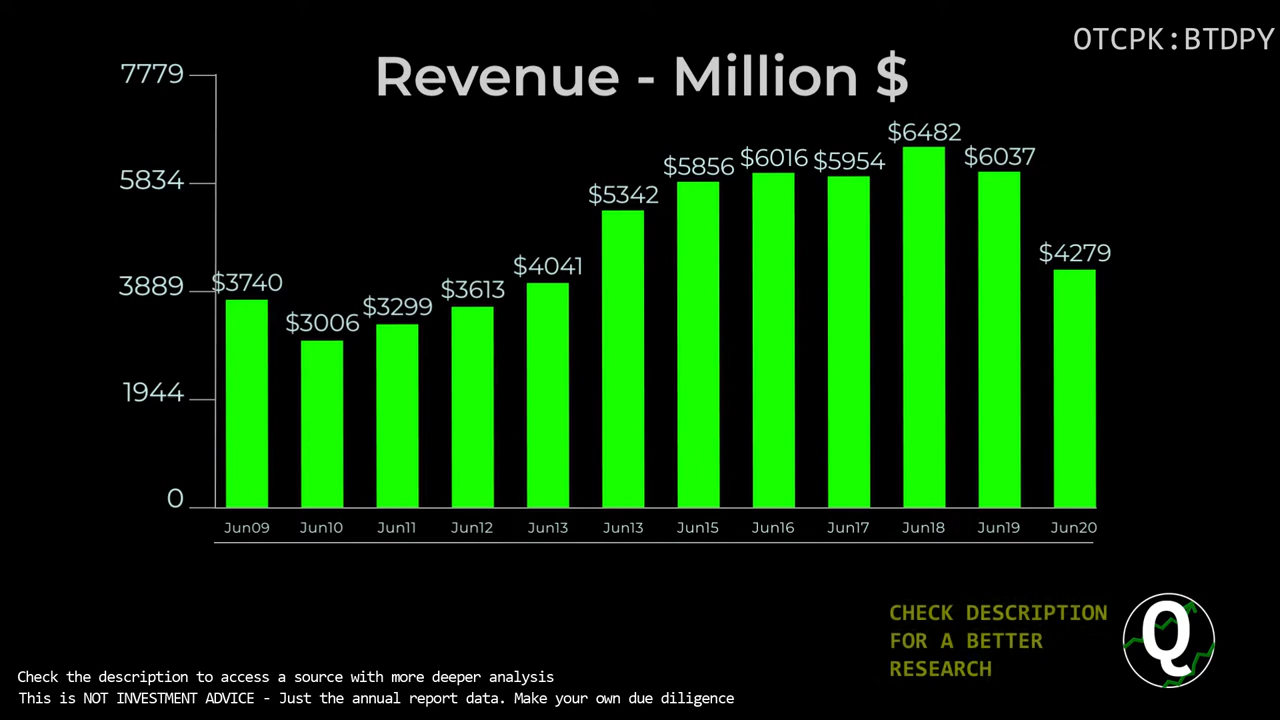 OTCPK:BTDPY
Revenue - Million $
7779
5834
3889
1944
0
$3740
$3006
$3299
$3613
$4041
$5342
$5856
$6016
$5954
$6482
$6037
$4279
Jun09 Jun10 Jun11 Jun12 Jun13 Jun13 Jun15 Jun16 Jun17 Jun18 Jun19 Jun20
CHECK DESCRIPTION
FOR A BETTER
RESEARCH
Q
Check the description to access a source with more deeper analysis
This is NOT INVESTMENT ADVICE - Just the annual report data. Make your own due diligence